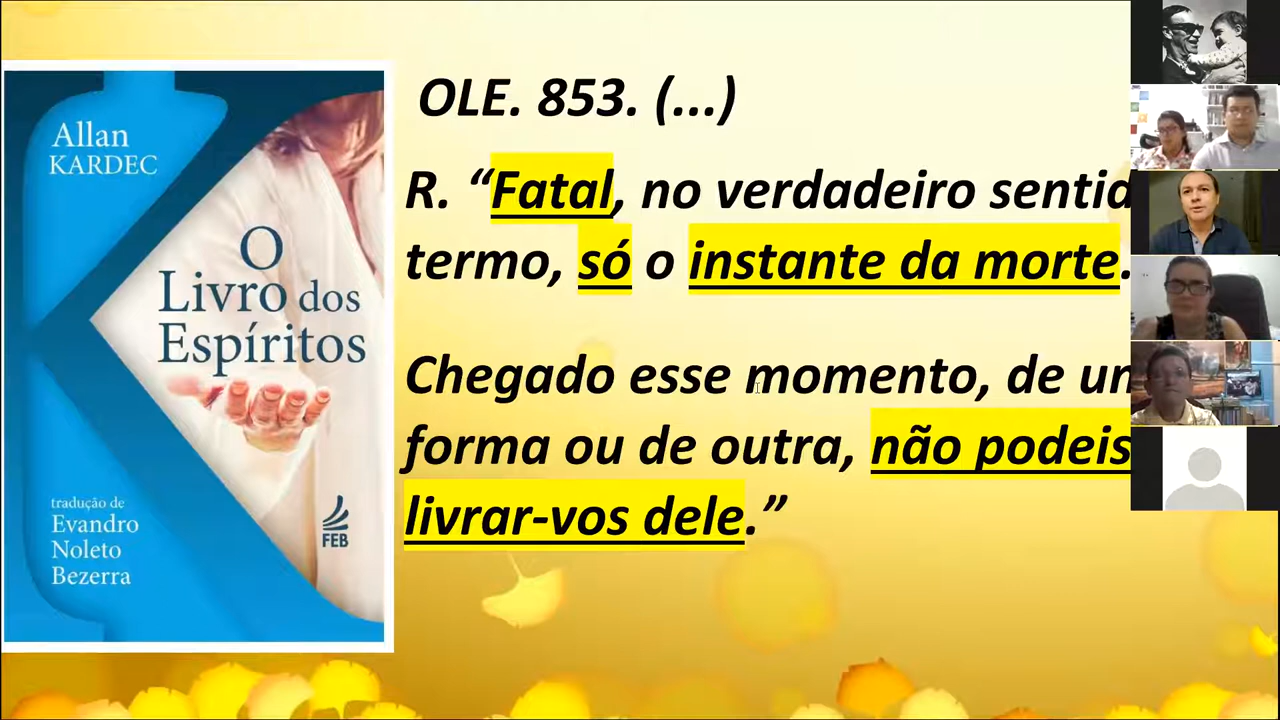 Allan
KARDEC
O
Livro dos
Espíritos
tradução de
Evandro
Noleto
Bezerra
FEB
OLE. 853. (...)
R. “Fatal, no verdadeiro sentid
termo, só o instante da morte.
Chegado esse momento, de
forma ou de outra, não podeis
livrar-vos dele.”